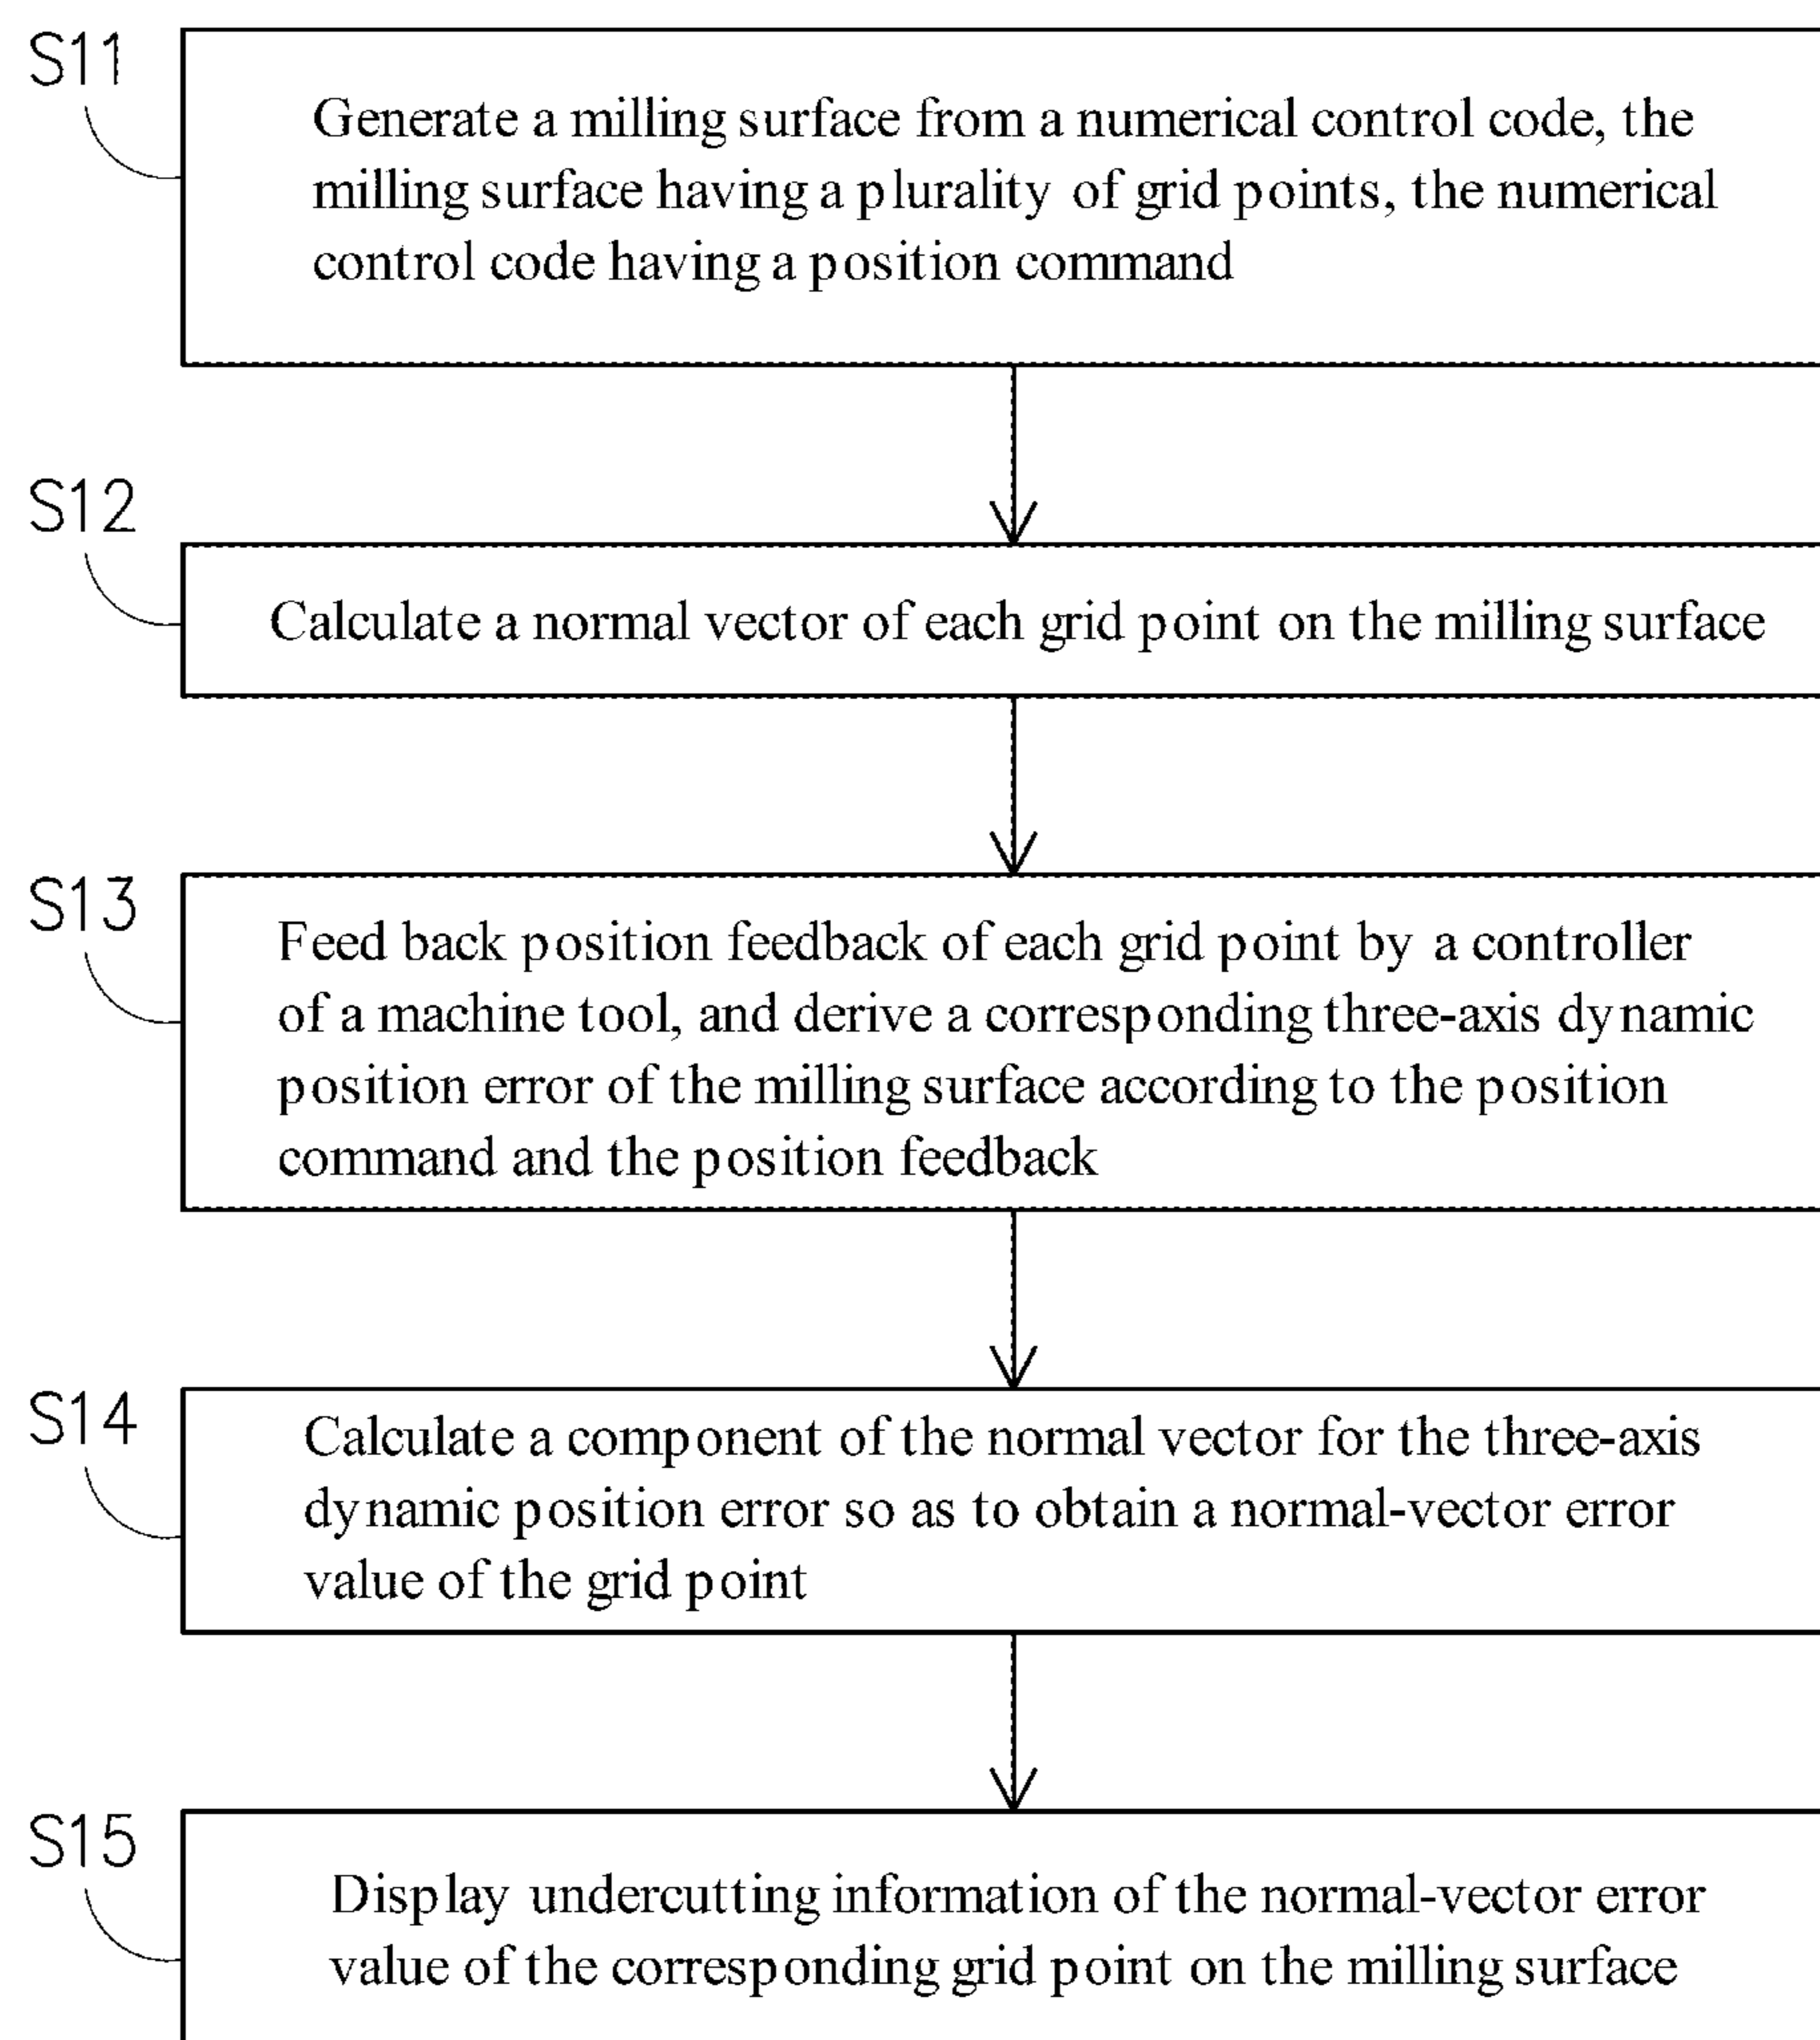 S11
Generate a milling surface from a numerical control code, the
milling surface having a plurality of grid points, the numerical
control code having a position command
S12
Calculate a normal vector of each grid point on the milling surface
S13
Feed back position feedback of each grid point by a controller
of a machine tool, and derive a corresponding three-axis dynamic
position error of the milling surface according to the position
command and the position feedback
S14
Calculate a component of the normal vector for the three-axis
dynamic position error so as to obtain a normal-vector error
value of the grid point
S15
Display undercutting information of the normal-vector error
value of the corresponding grid point on the milling surface